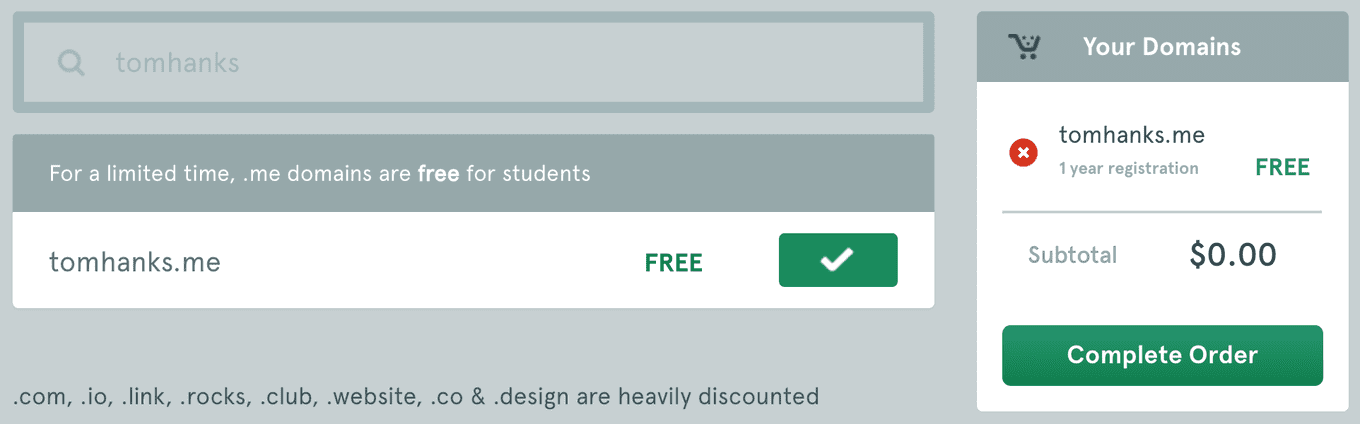 tomhanks
For a limited time, .me domains are free for students
tomhanks.me FREE
.com, .io, .link, .rocks, .club, .website, .co & .design are heavily discounted
Your Domains
tomhanks.me
1 year registration FREE
Subtotal $0.00
Complete Order